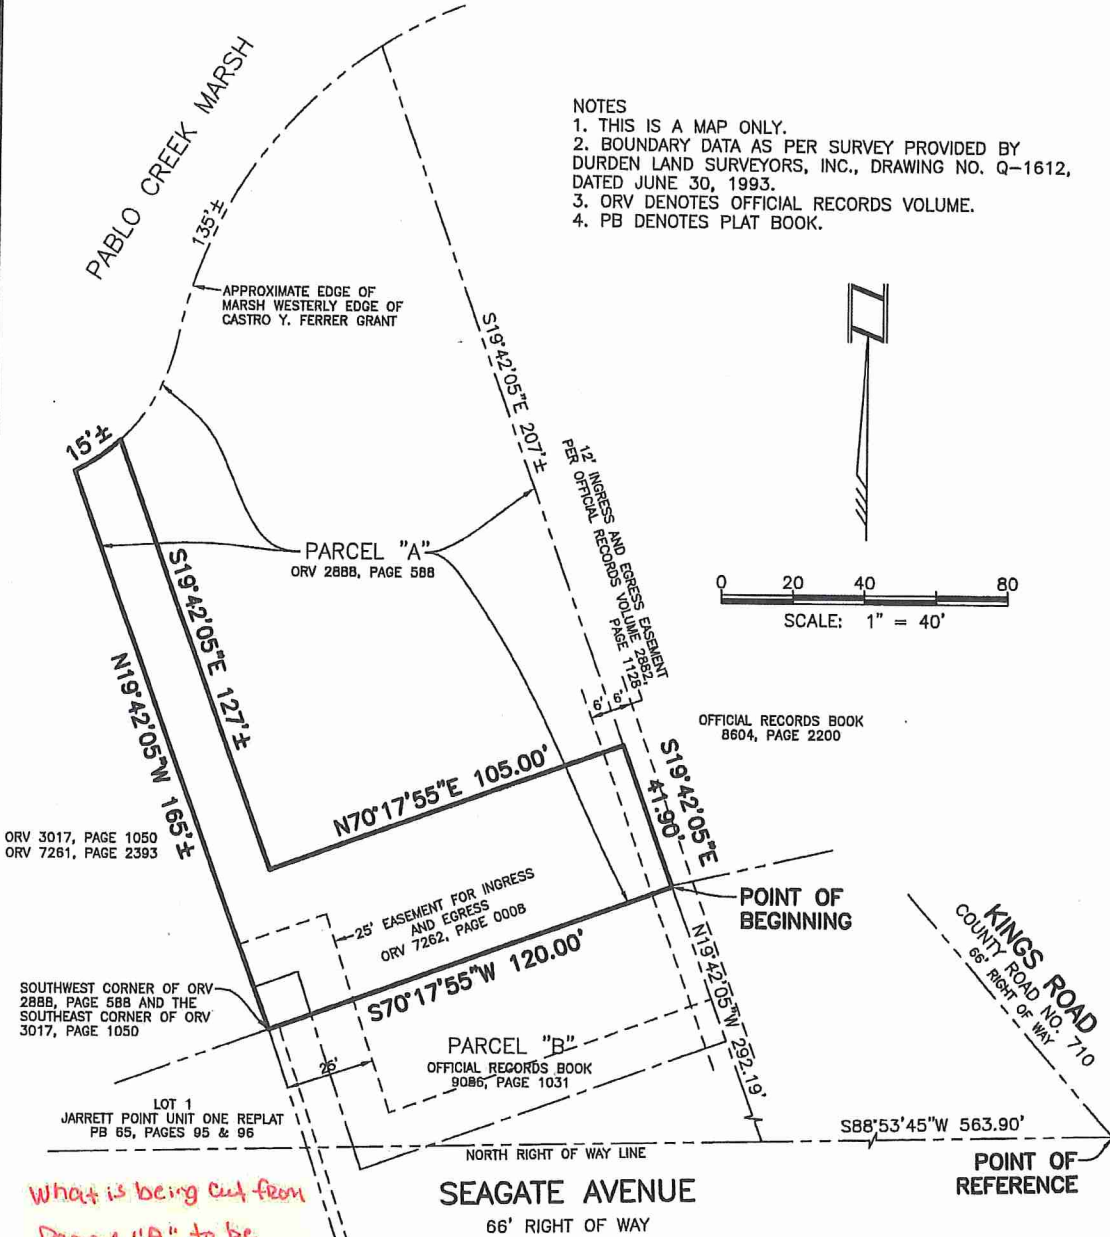 PABLO CREEK MARSH
NOTES
1. THIS IS A MAP ONLY.
2. BOUNDARY DATA AS PER SURVEY PROVIDED BY
DURDEN LAND SURVEYORS, INC., DRAWING NO. Q-1612,
DATED JUNE 30, 1993.
3. ORV DENOTES OFFICIAL RECORDS VOLUME.
4. PB DENOTES PLAT BOOK.
135'±
APPROXIMATE EDGE OF
MARSH WESTERLY EDGE OF
CASTRO Y. FERRER GRANT
S19°42'05"E 207'±
15'±
12' INGRESS AND EGRESS EASEMENT
PER OFFICIAL RECORDS VOLUME 2882,
PAGE 1128
PARCEL "A"
ORV 2888, PAGE 588
S19°42'05"E 127'±
0 20 40 80
SCALE: 1" = 40'
N19°42'05"W 165'±
6' 6'
OFFICIAL RECORDS BOOK
8604, PAGE 2200
N70°17'55"E 105.00'
S19°42'05"E
41.90'
ORV 3017, PAGE 1050
ORV 7261, PAGE 2393
25' EASEMENT FOR INGRESS
AND EGRESS
ORV 7262, PAGE 0008
POINT OF
BEGINNING
S70°17'55"W 120.00'
N19°42'05"W 292.19'
KINGS ROAD
COUNTY ROAD NO. 710
66' RIGHT OF WAY
SOUTHWEST CORNER OF ORV
2888, PAGE 588 AND THE
SOUTHEAST CORNER OF ORV
3017, PAGE 1050
PARCEL "B"
OFFICIAL RECORDS BOOK
9086, PAGE 1031
LOT 1
JARRETT POINT UNIT ONE REPLAT
PB 65, PAGES 95 & 96
S88°53'45"W 563.90'
NORTH RIGHT OF WAY LINE
POINT OF
REFERENCE
SEAGATE AVENUE
66' RIGHT OF WAY
What is being cut from
"A" to be